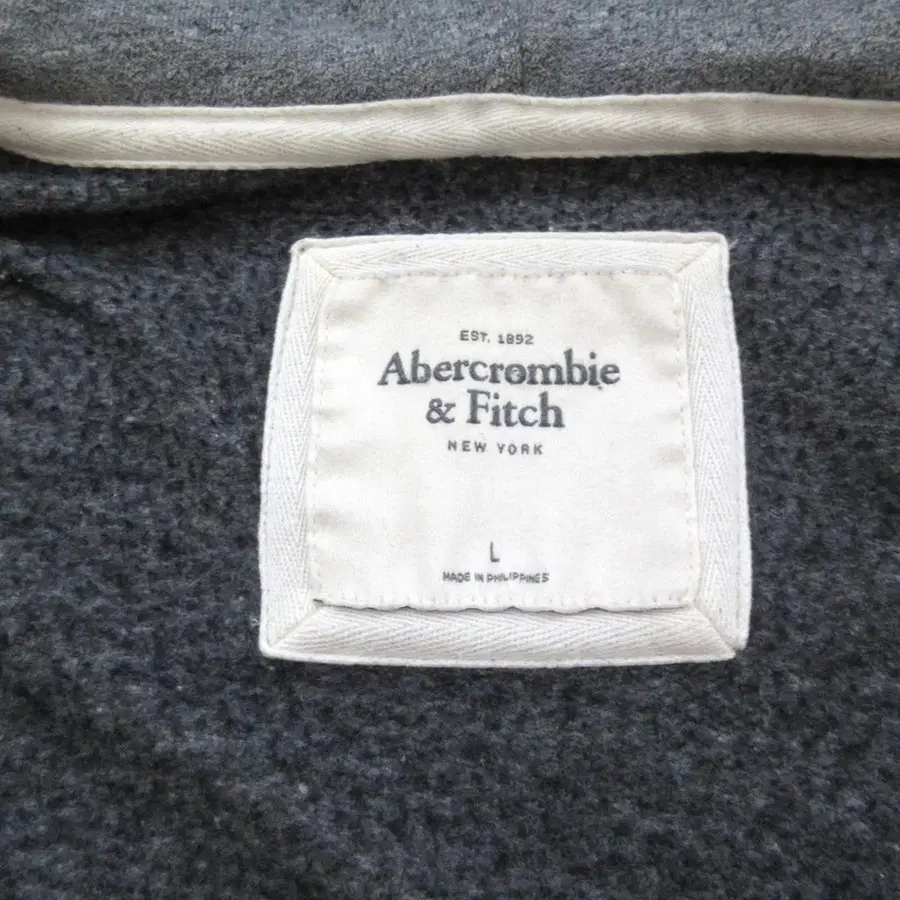 EST. 1892
Abercrombie
& Fitch
NEW YORK
L
MADE IN PHILIPPINES